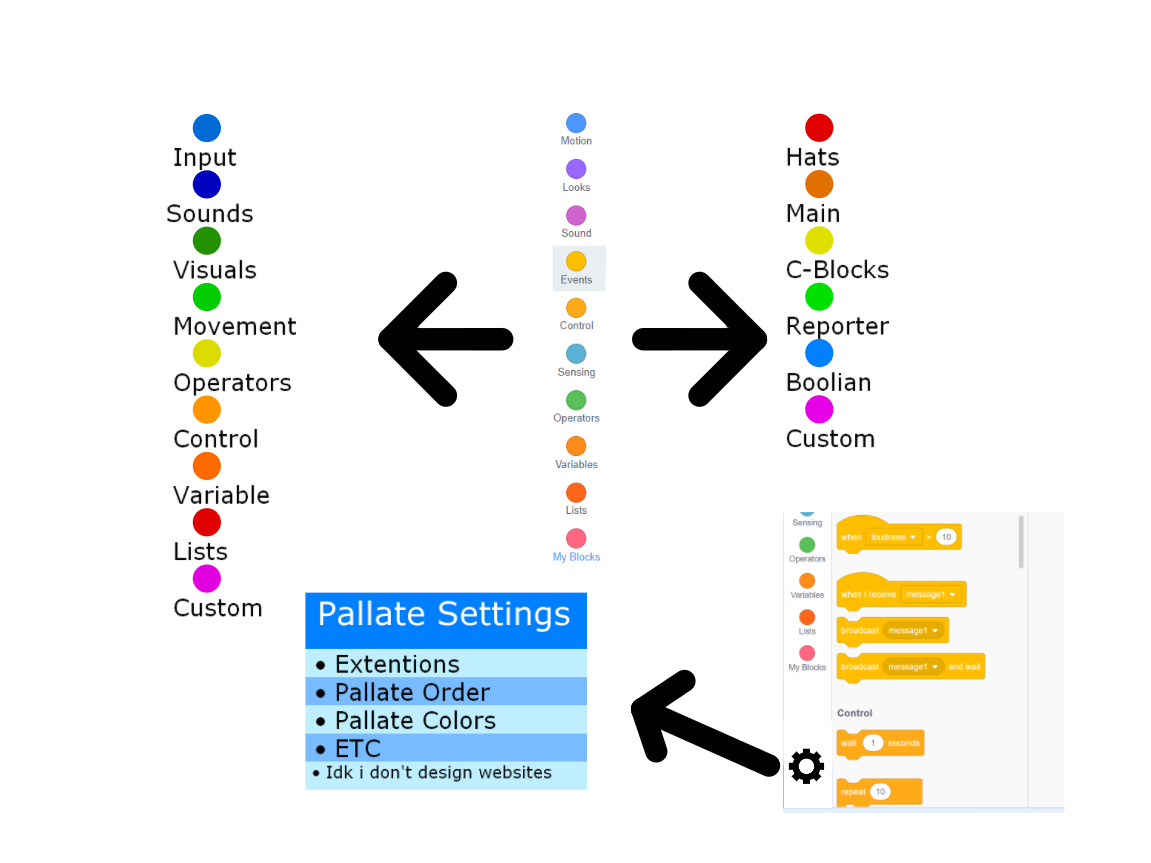 Input
Sounds
Visuals
Movement
Operators
Control
Variable
Lists
Custom
Motion
Looks
Sound
Events
Control
Sensing
Operators
Variables
Lists
My Blocks
Hats
Main
C-Blocks
Reporter
Boolian
Custom
Pallate Settings
• Extentions
• Pallate Order
• Pallate Colors
• ETC
• Idk i don't design websites
Sensing
Operators
Variables
Lists
My Blocks
when loudness > 10
when I receive message1
broadcast message1
broadcast message1 and wait
Control
wait 1 seconds
repeat 10